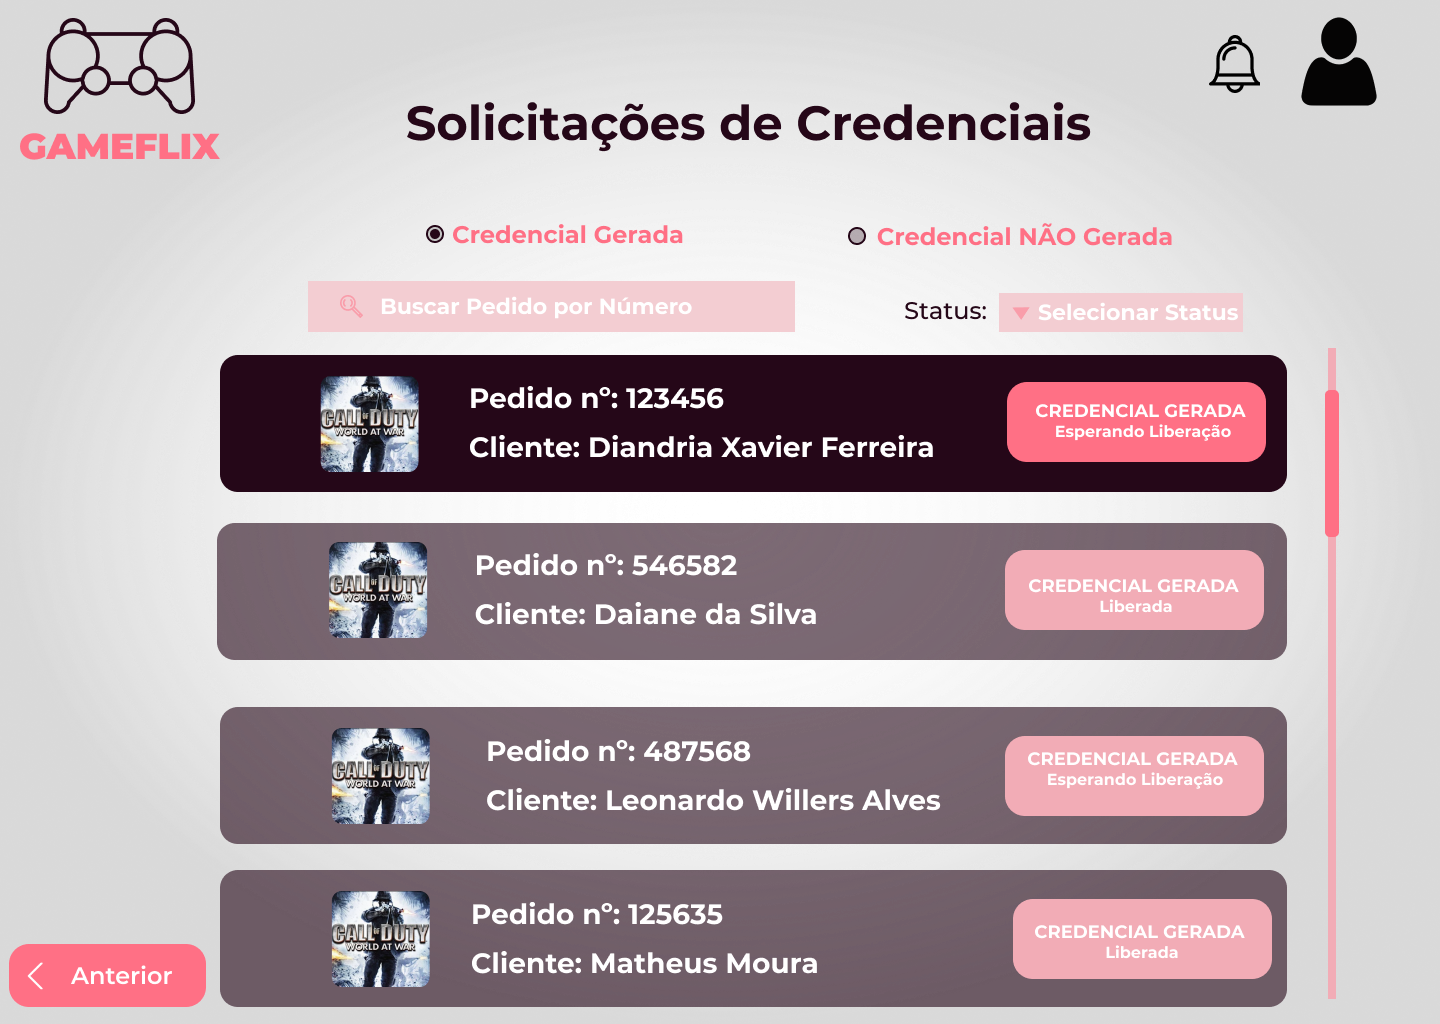 GAMEFLIX
Solicitações de Credenciais
Credencial Gerada
Credencial NÃO Gerada
Buscar Pedido por Número
Status:
Selecionar Status
CALL OF DUTY
WORLD AT WAR
Pedido nº: 123456
Cliente: Diandria Xavier Ferreira
CREDENCIAL GERADA
Esperando Liberação
CALL OF DUTY
WORLD AT WAR
Pedido nº: 546582
Cliente: Daiane da Silva
CREDENCIAL GERADA
Liberada
CALL OF DUTY
WORLD AT WAR
Pedido nº: 487568
Cliente: Leonardo Willers Alves
CREDENCIAL GERADA
Esperando Liberação
CALL OF DUTY
WORLD AT WAR
Pedido nº: 125635
Cliente: Matheus Moura
CREDENCIAL GERADA
Liberada
Anterior